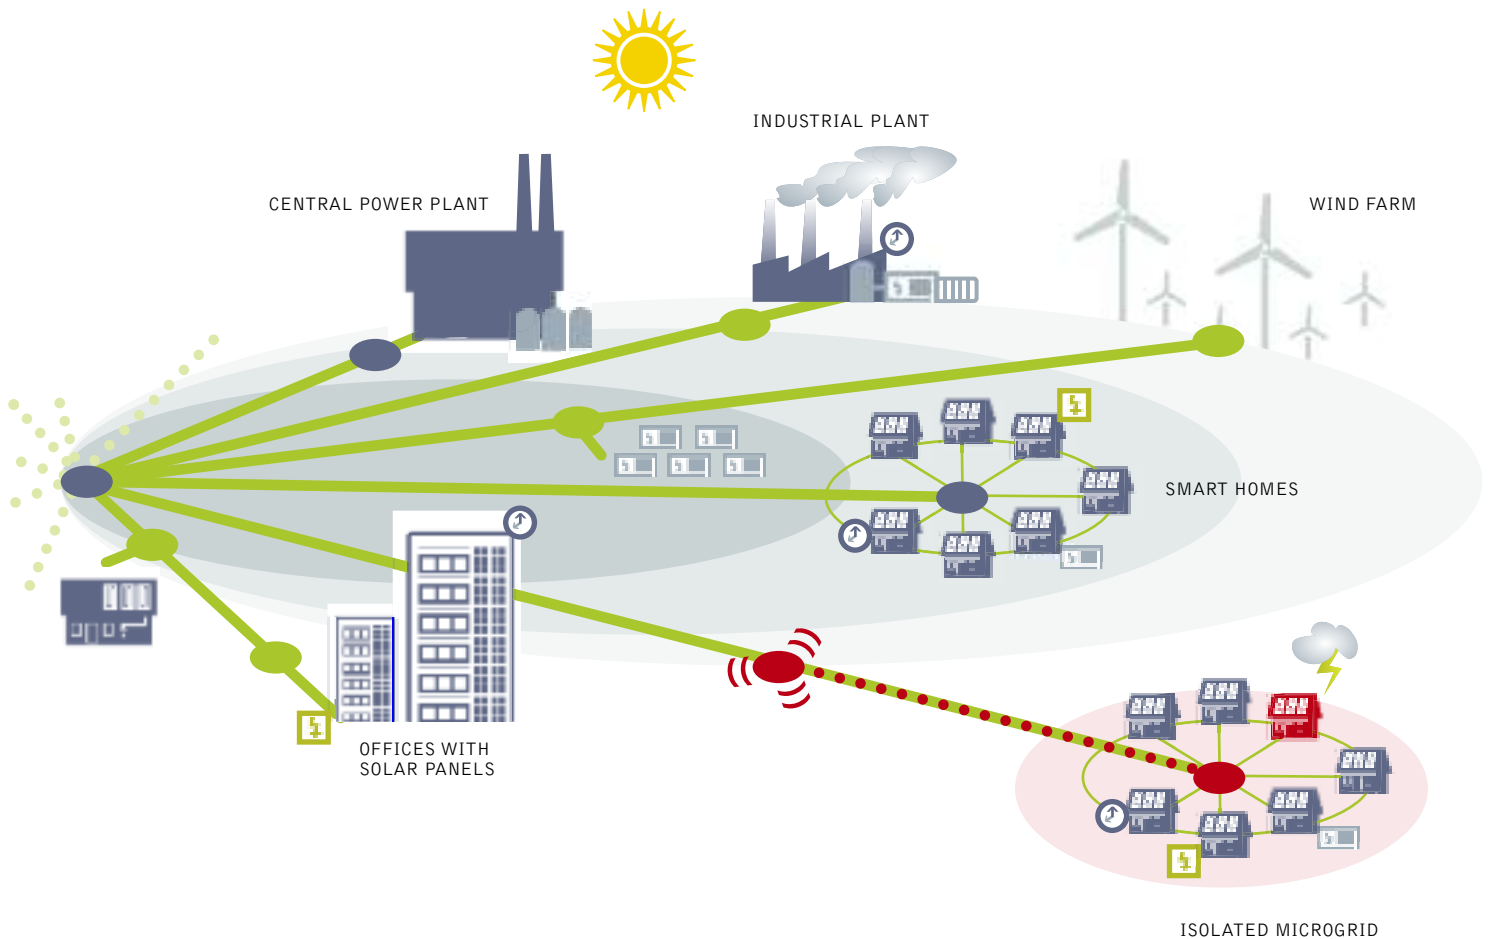 INDUSTRIAL PLANT
CENTRAL POWER PLANT
WIND FARM
SMART HOMES
OFFICES WITH
SOLAR PANELS
ISOLATED MICROGRID